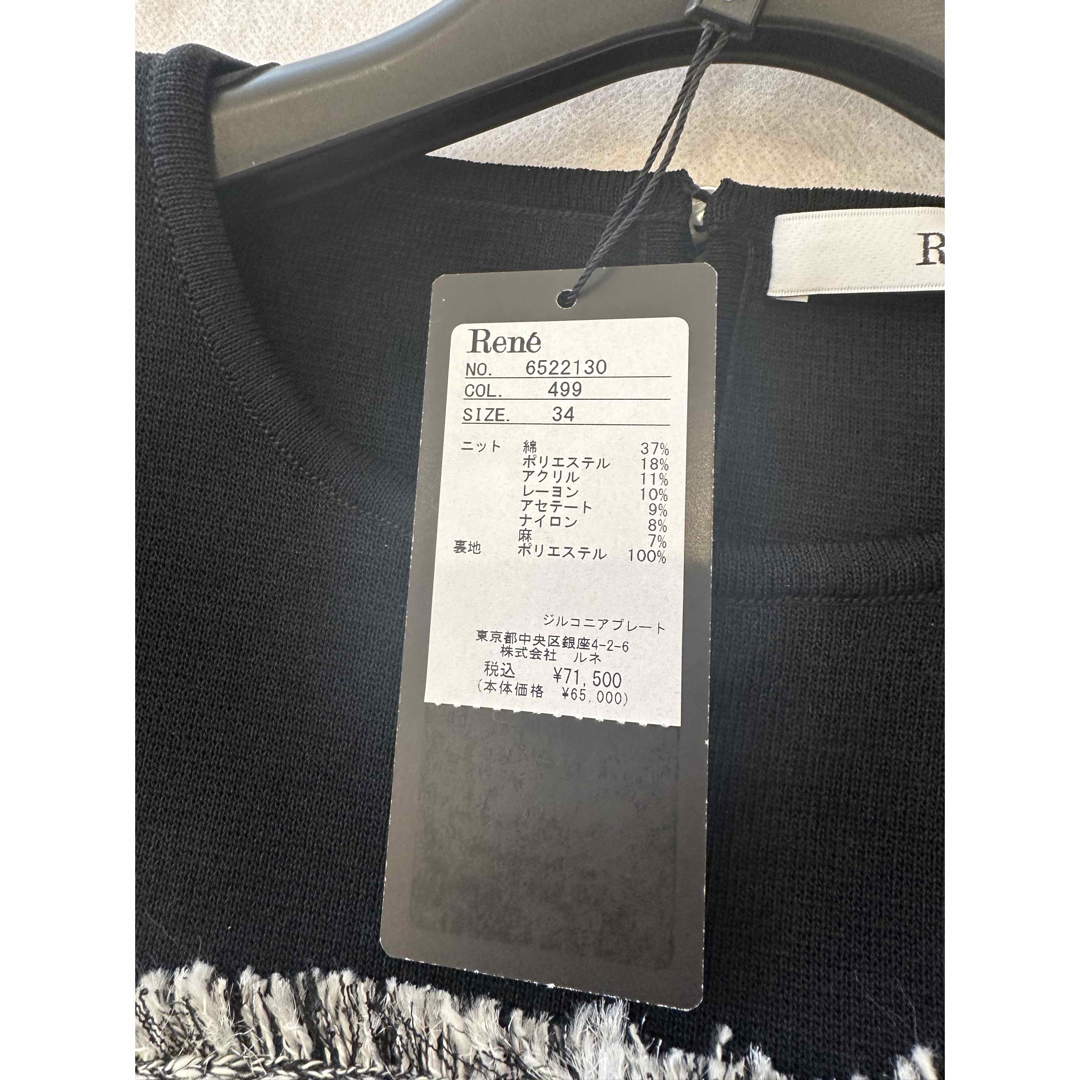 René
NO. 6522130
COL. 499
SIZE. 34
ニット 綿 37%
ポリエステル 18%
アクリル 11%
レーヨン 10%
アセテート 9%
ナイロン 8%
麻 7%
裏地 ポリエステル 100%
ジルコニアプレート
東京都中央区銀座4-2-6
株式会社 ルネ
税込 ¥71,500
(本体価格 ¥65,000)
R